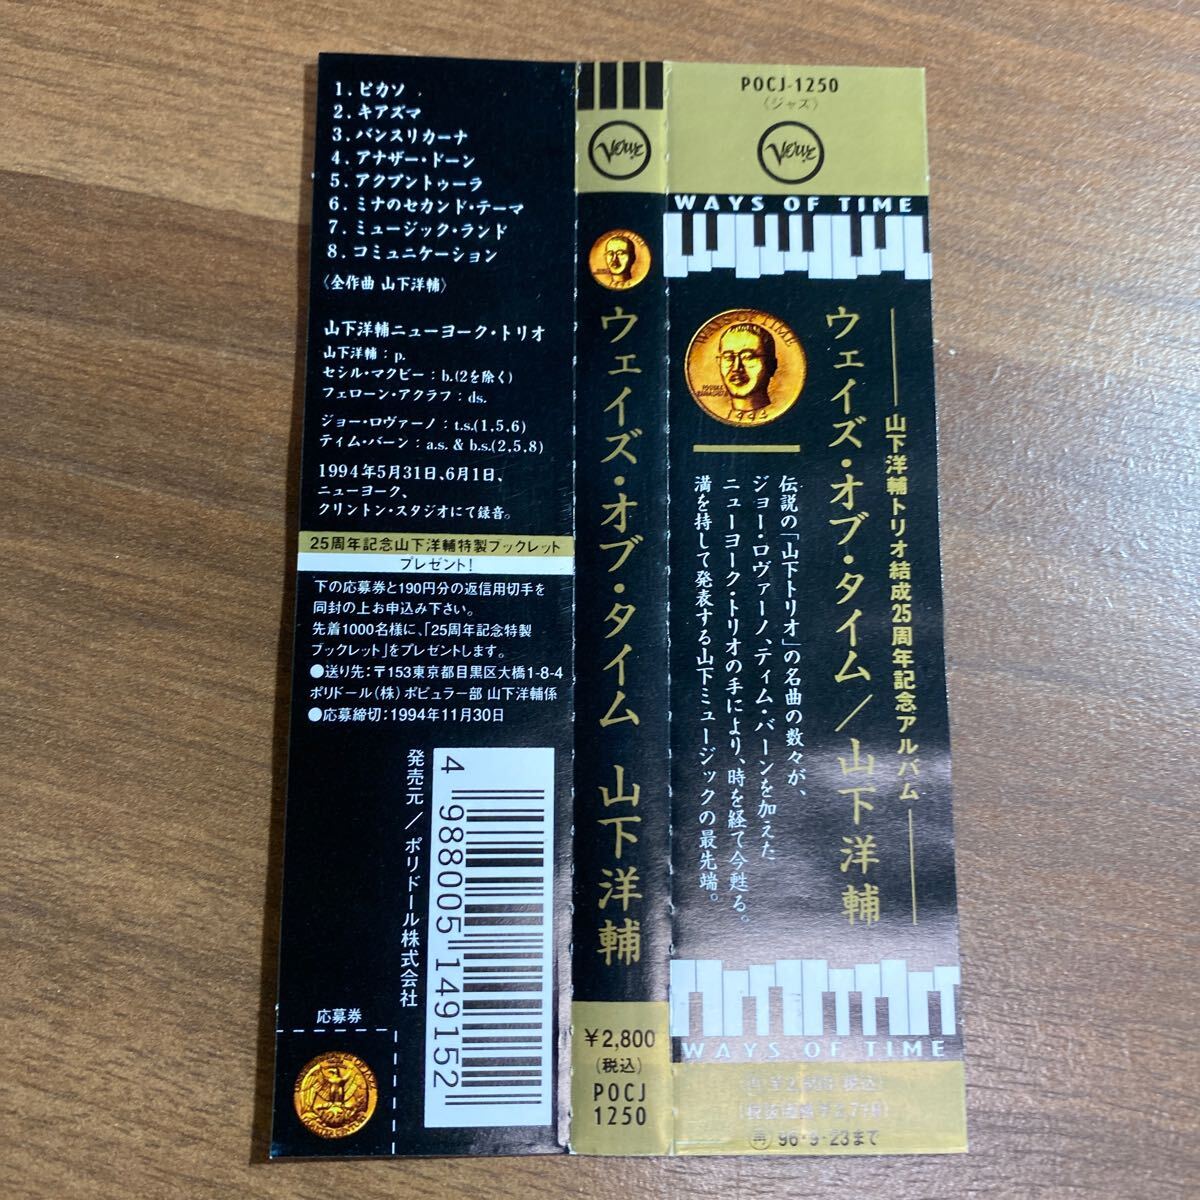 1. ピカソ
2. キアズマ
3. バンスリカーナ
4. アナザー・ドーン
5. アクブントゥーラ
6. ミナのセカンド・テーマ
7. ミュージック・ランド
8. コミュニケーション
〈全作曲 山下洋輔〉
山下洋輔ニューヨーク・トリオ
山下洋輔：p.
セシル・マクビー：b.(2を除く)
フェローン・アクラフ：ds.
ジョー・ロヴァーノ：t.s.(1,5,6)
ティム・バーン：a.s. & b.s.(2,5,8)
1994年5月31日、6月1日、
ニューヨーク、
クリントン・スタジオにて録音。
25周年記念山下洋輔特製ブックレット
プレゼント!
下の応募券と190円分の返信用切手を
同封の上お申込み下さい。
先着1000名様に、「25周年記念特製
ブックレット」をプレゼントします。
●送り先：〒153東京都目黒区大橋1-8-4
ポリドール(株) ポピュラー部 山下洋輔係
●応募締切：1994年11月30日
4 988005 149152
発売元／ポリドール株式会社
応募券
Verve
ウェイズ・オブ・タイム 山下洋輔
¥2,800
(税込)
POCJ
1250
POCJ-1250
〈ジャズ〉
Verve
WAYS OF TIME
WAYS OF TIME
YOSUKE
YAMASHITA
1994
――山下洋輔トリオ結成25周年記念アルバム――
ウェイズ・オブ・タイム／山下洋輔
伝説の「山下トリオ」の名曲の数々が、
ジョー・ロヴァーノ、ティム・バーンを加えた
ニューヨーク・トリオの手により、時を経て今甦る。
満を持して発表する山下ミュージックの最先端。
WAYS OF TIME
(税抜価格¥2,718)
再 96・9・23まで